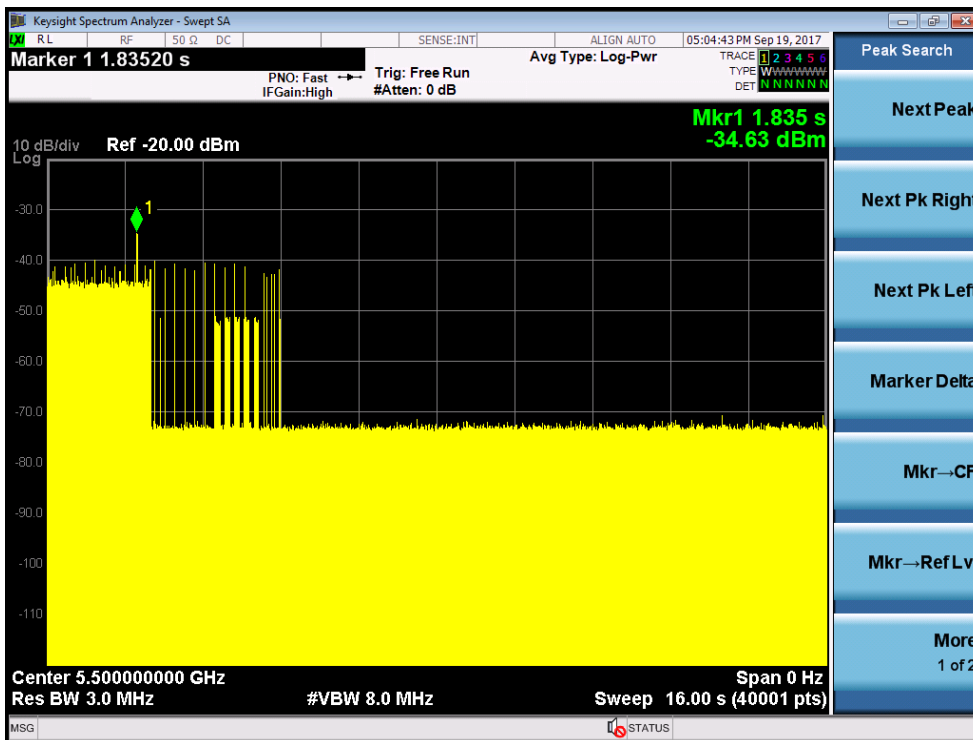 Keysight Spectrum Analyzer - Swept SA
LXI RL RF 50 Ω DC SENSE:INT ALIGN AUTO 05:04:43 PM Sep 19, 2017
Marker 1 1.83520 s
PNO: Fast
IFGain:High
Trig: Free Run
#Atten: 0 dB
Avg Type: Log-Pwr
TRACE 1 2 3 4 5 6
TYPE WWWWWWW
DET N N N N N N
Mkr1 1.835 s
-34.63 dBm
10 dB/div Ref -20.00 dBm
Log
1
-30.0
-40.0
-50.0
-60.0
-70.0
-80.0
-90.0
-100
-110
Center 5.500000000 GHz Span 0 Hz
Res BW 3.0 MHz #VBW 8.0 MHz Sweep 16.00 s (40001 pts)
MSG STATUS
Peak Search
Next Peak
Next Pk Right
Next Pk Left
Marker Delta
Mkr→CF
Mkr→Ref Lv
More
1 of 2